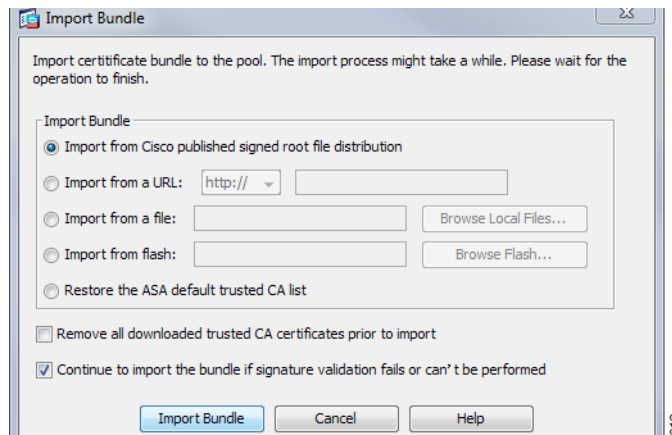 Import Bundle
Import certitificate bundle to the pool. The import process might take a while. Please wait for the
operation to finish.
Import Bundle
Import from Cisco published signed root file distribution
Import from a URL: http://
Import from a file: Browse Local Files...
Import from flash: Browse Flash...
Restore the ASA default trusted CA list
Remove all downloaded trusted CA certificates prior to import
Continue to import the bundle if signature validation fails or can't be performed
Import Bundle Cancel Help